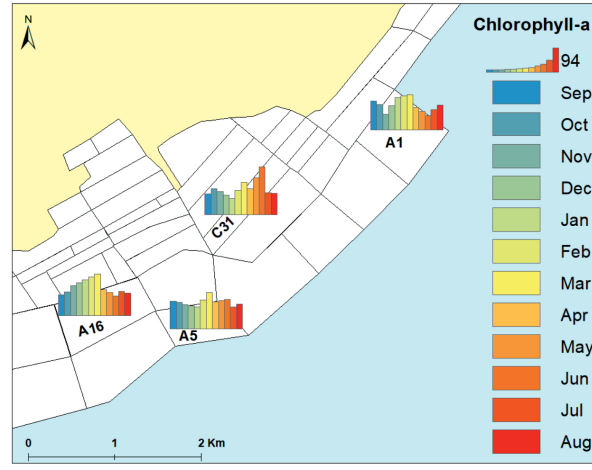 N
Chlorophyll-a
94
Sep
Oct
Nov
Dec
Jan
Feb
Mar
Apr
May
Jun
Jul
Aug
A1
C31
A16
A5
0 1 2 Km